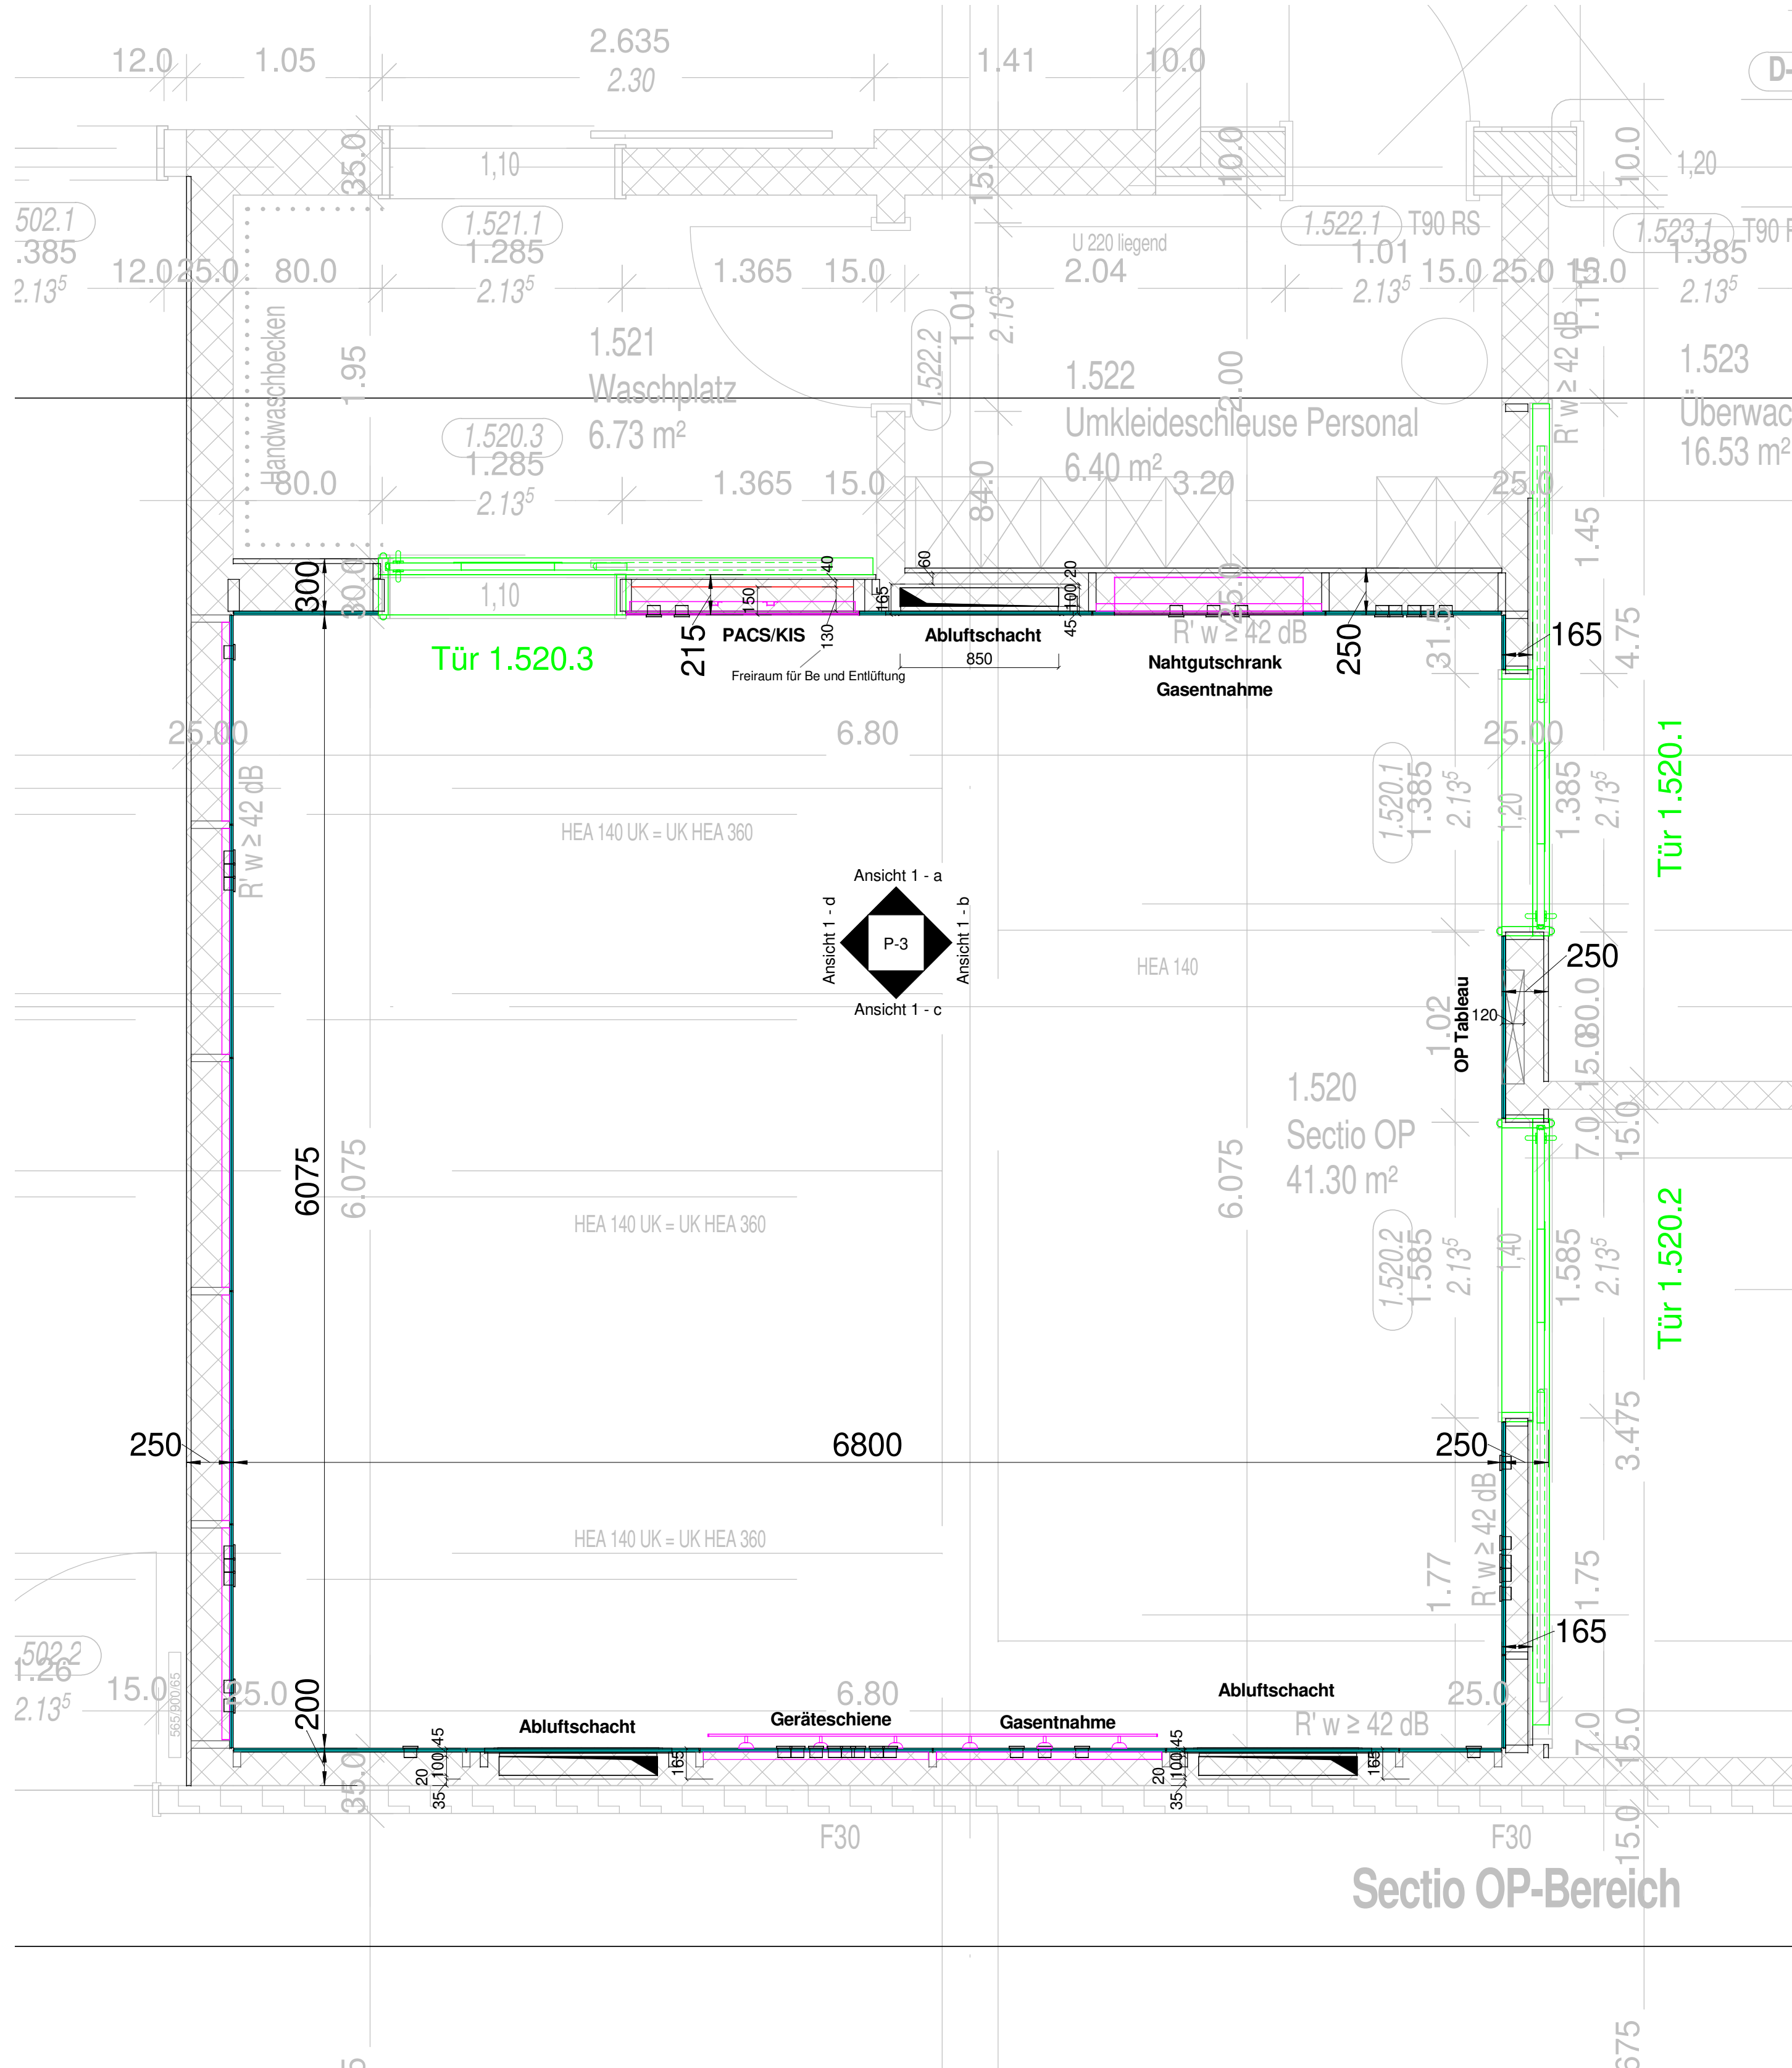 2.635
12.0
1.05
2.30
1.41
10.0
D-
35.0
1,10
15.0
10.0
10.0
1,20
502.1
.385
2.13⁵
1.521.1
1.285
2.13⁵
U 220 liegend
1.522.1
T90 RS
1.523.1
T90 R
1.385
2.13⁵
12.0
25.0
80.0
1.365
15.0
2.04
1.01
2.13⁵
15.0
25.0
15.0
Handwaschbecken
1.95
1.521
Waschplatz
6.73 m²
1.522.2
1.01
2.13⁵
1.522
Umkleideschleuse Personal
6.40 m²
2.00
R' w ≥ 42 dB
1.523
Überwac
16.53 m²
1.520.3
1.285
2.13⁵
80.0
1.365
15.0
84.0
3.20
25.0
1.45
300
30.0
1,10
40
150
130
165
60
20
100
45
25.0
250
215
PACS/KIS
Freiraum für Be und Entlüftung
Abluftschacht
850
R' w ≥ 42 dB
Nahtgutschrank
Gasentnahme
31.5
165
4.75
Tür 1.520.3
25.00
6.80
25.00
R' w ≥ 42 dB
HEA 140 UK = UK HEA 360
1.520.1
1.385
2.13⁵
1,20
1.385
2.13⁵
Tür 1.520.1
Ansicht 1 - a
Ansicht 1 - d
P-3
Ansicht 1 - b
Ansicht 1 - c
HEA 140
OP Tableau
1.02
120
250
80.0
15.0
7.0
15.0
1.520
Sectio OP
41.30 m²
6075
6.075
6.075
HEA 140 UK = UK HEA 360
1.520.2
1.585
2.13⁵
1,40
1.585
2.13⁵
Tür 1.520.2
250
6800
250
3.475
HEA 140 UK = UK HEA 360
R' w ≥ 42 dB
1.77
1.75
165
502.2
1.26
2.13⁵
15.0
565/900/65
25.0
200
6.80
25.0
Abluftschacht
Geräteschiene
Gasentnahme
Abluftschacht
R' w ≥ 42 dB
7.0
15.0
35.0
45
100
20
35
165
45
100
20
35
165
F30
F30
15.0
Sectio OP-Bereich
675